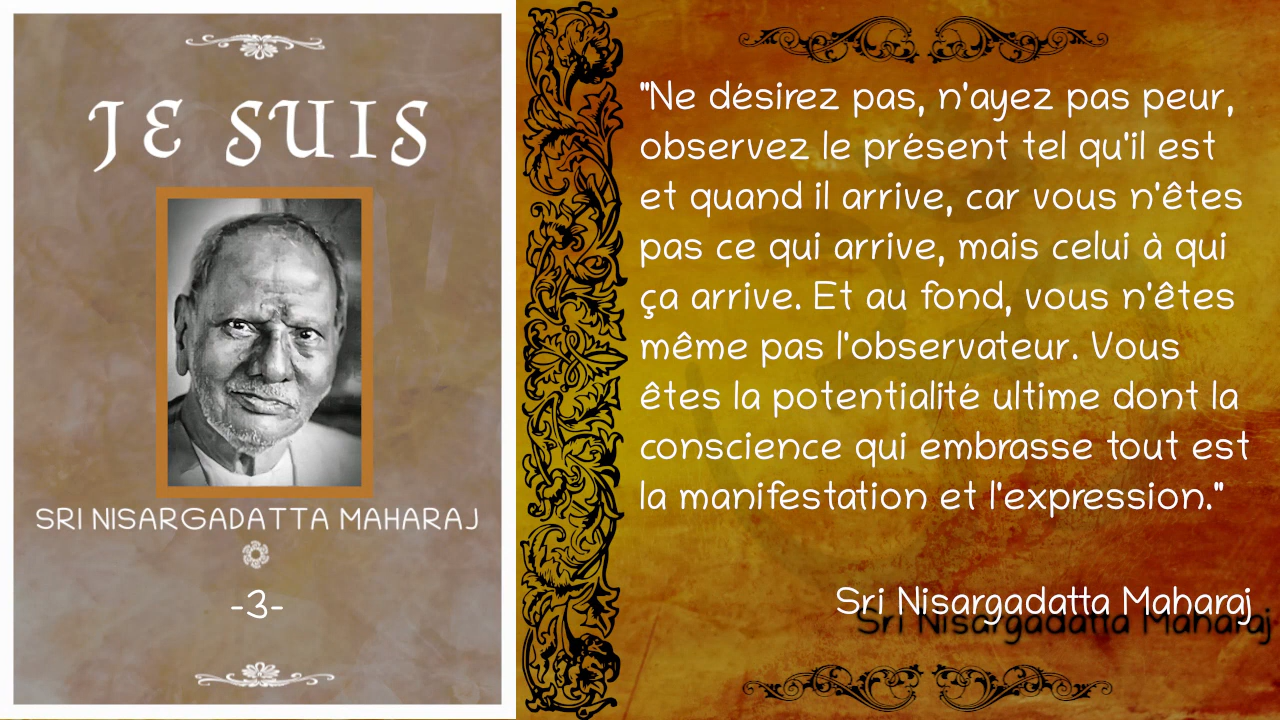 JE SUIS
SRI NISARGADATTA MAHARAJ
-3-
"Ne désirez pas, n'ayez pas peur,
observez le présent tel qu'il est
et quand il arrive, car vous n'êtes
pas ce qui arrive, mais celui à qui
ça arrive. Et au fond, vous n'êtes
même pas l'observateur. Vous
êtes la potentialité ultime dont la
conscience qui embrasse tout est
la manifestation et l'expression."
Sri Nisargadatta Maharaj